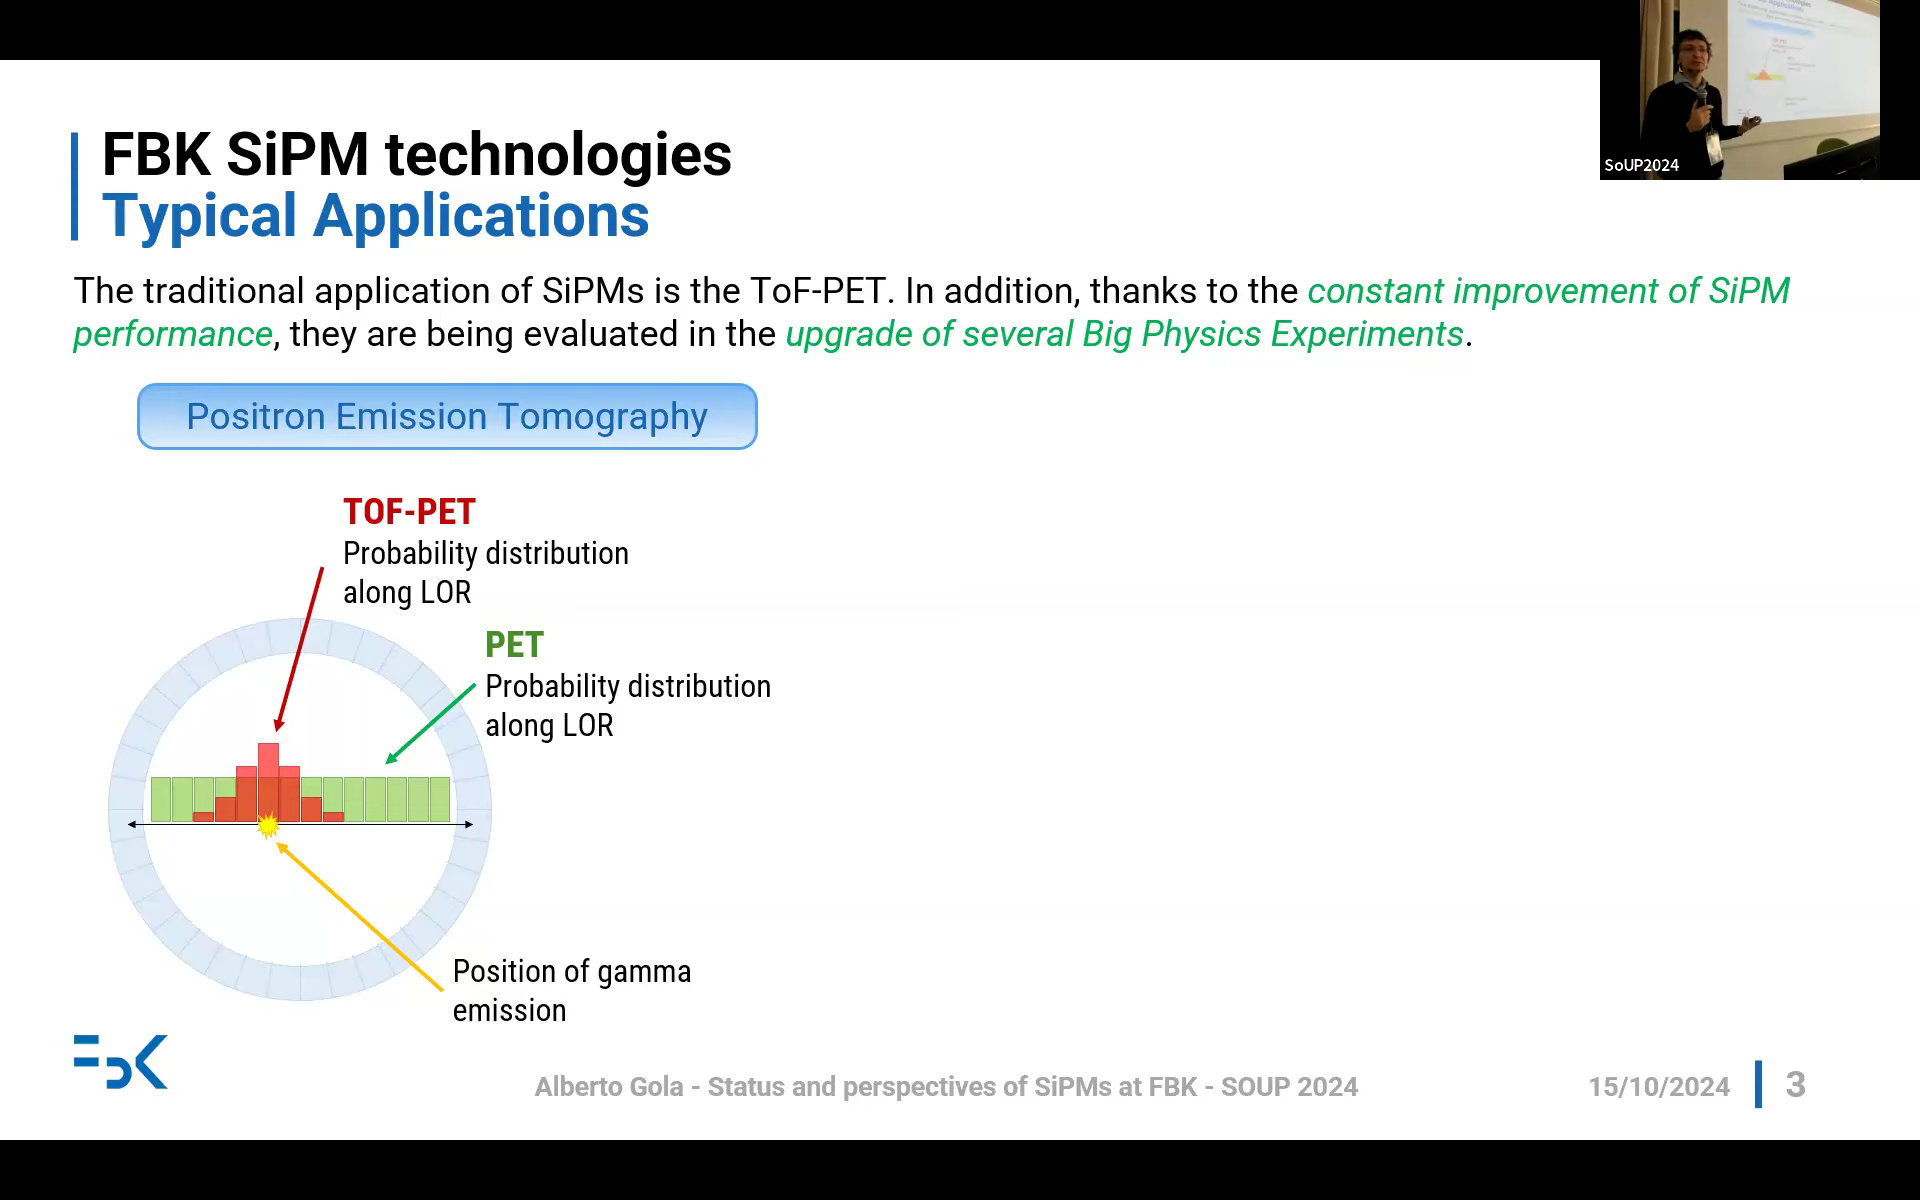 SoUP2024
FBK SiPM technologies
Typical Applications
The traditional application of SiPMs is the ToF-PET. In addition, thanks to the constant improvement of SiPM
performance, they are being evaluated in the upgrade of several Big Physics Experiments.
Positron Emission Tomography
TOF-PET
Probability distribution
along LOR
PET
Probability distribution
along LOR
Position of gamma
emission
FBK
Alberto Gola - Status and perspectives of SiPMs at FBK - SOUP 2024
15/10/2024
3